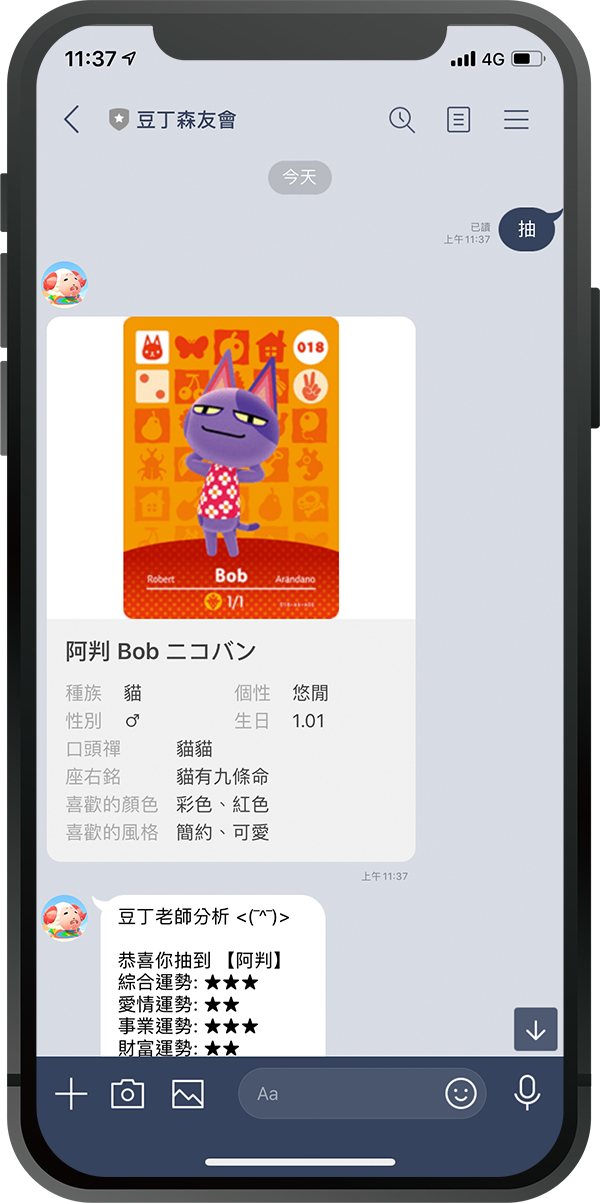 11:37
4G
豆丁森友會
今天
抽
已讀
上午11:37
018
Bob
Robert
Arándano
1/1
阿判 Bob ニコバン
種族 貓 個性 悠閒
性別 ♂ 生日 1.01
口頭禪 貓貓
座右銘 貓有九條命
喜歡的顏色 彩色、紅色
喜歡的風格 簡約、可愛
上午11:37
豆丁老師分析 <(ˉ^ˉ)>
恭喜你抽到 【阿判】
綜合運勢: ★★★
愛情運勢: ★★
事業運勢: ★★★
財富運勢: ★★
Aa